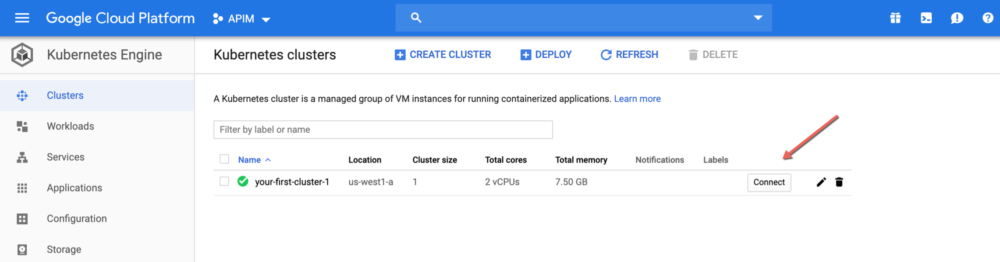 Google Cloud Platform APIM
Kubernetes Engine
Kubernetes clusters CREATE CLUSTER DEPLOY REFRESH DELETE
Clusters
Workloads
Services
Applications
Configuration
Storage
A Kubernetes cluster is a managed group of VM instances for running containerized applications. Learn more
Filter by label or name
Name Location Cluster size Total cores Total memory Notifications Labels
your-first-cluster-1 us-west1-a 1 2 vCPUs 7.50 GB Connect